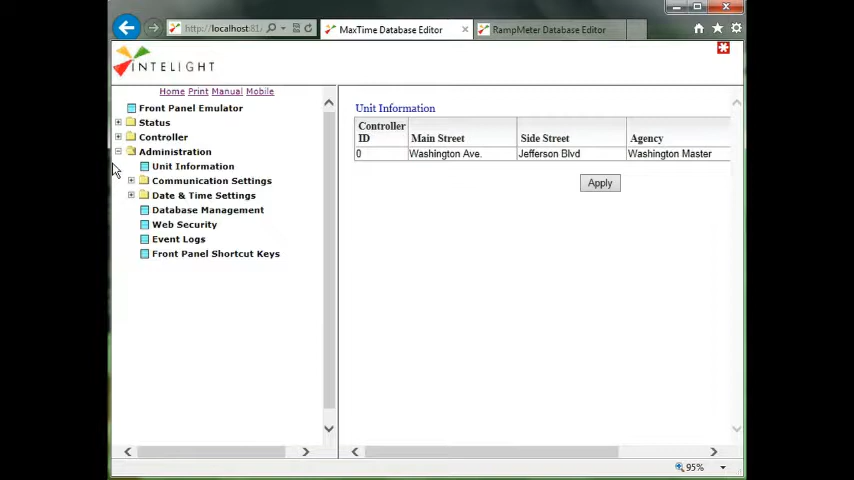 http://localhost:81/
MaxTime Database Editor
RampMeter Database Editor
INTELIGHT
Home Print Manual Mobile
Front Panel Emulator
Status
Controller
Administration
Unit Information
Communication Settings
Date & Time Settings
Database Management
Web Security
Event Logs
Front Panel Shortcut Keys
Unit Information
Controller ID Main Street Side Street Agency
0 Washington Ave. Jefferson Blvd Washington Master
Apply
95%